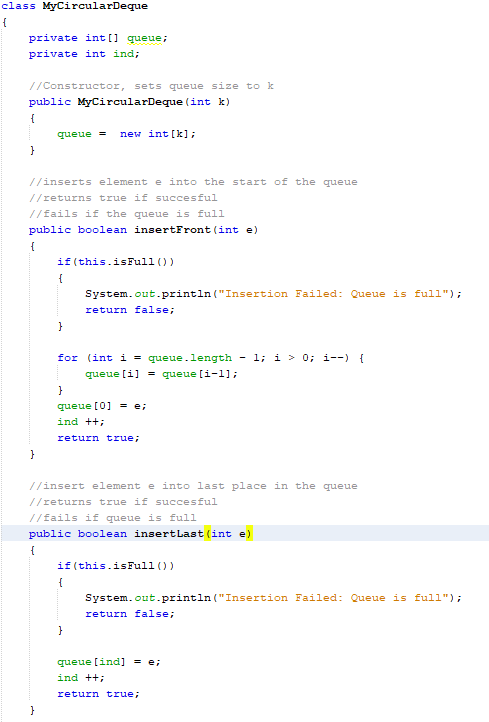 class MyCircularDeque
{
    private int[] queue;
    private int ind;

    //Constructor, sets queue size to k
    public MyCircularDeque(int k)
    {
        queue =  new int[k];
    }

    //inserts element e into the start of the queue
    //returns true if succesful
    //fails if the queue is full
    public boolean insertFront(int e)
    {
        if(this.isFull())
        {
            System.out.println("Insertion Failed: Queue is full");
            return false;
        }

        for (int i = queue.length - 1; i > 0; i--) {
            queue[i] = queue[i-1];
        }
        queue[0] = e;
        ind ++;
        return true;
    }

    //insert element e into last place in the queue
    //returns true if succesful
    //fails if queue is full
    public boolean insertLast(int e)
    {
        if(this.isFull())
        {
            System.out.println("Insertion Failed: Queue is full");
            return false;
        }

        queue[ind] = e;
        ind ++;
        return true;
    }